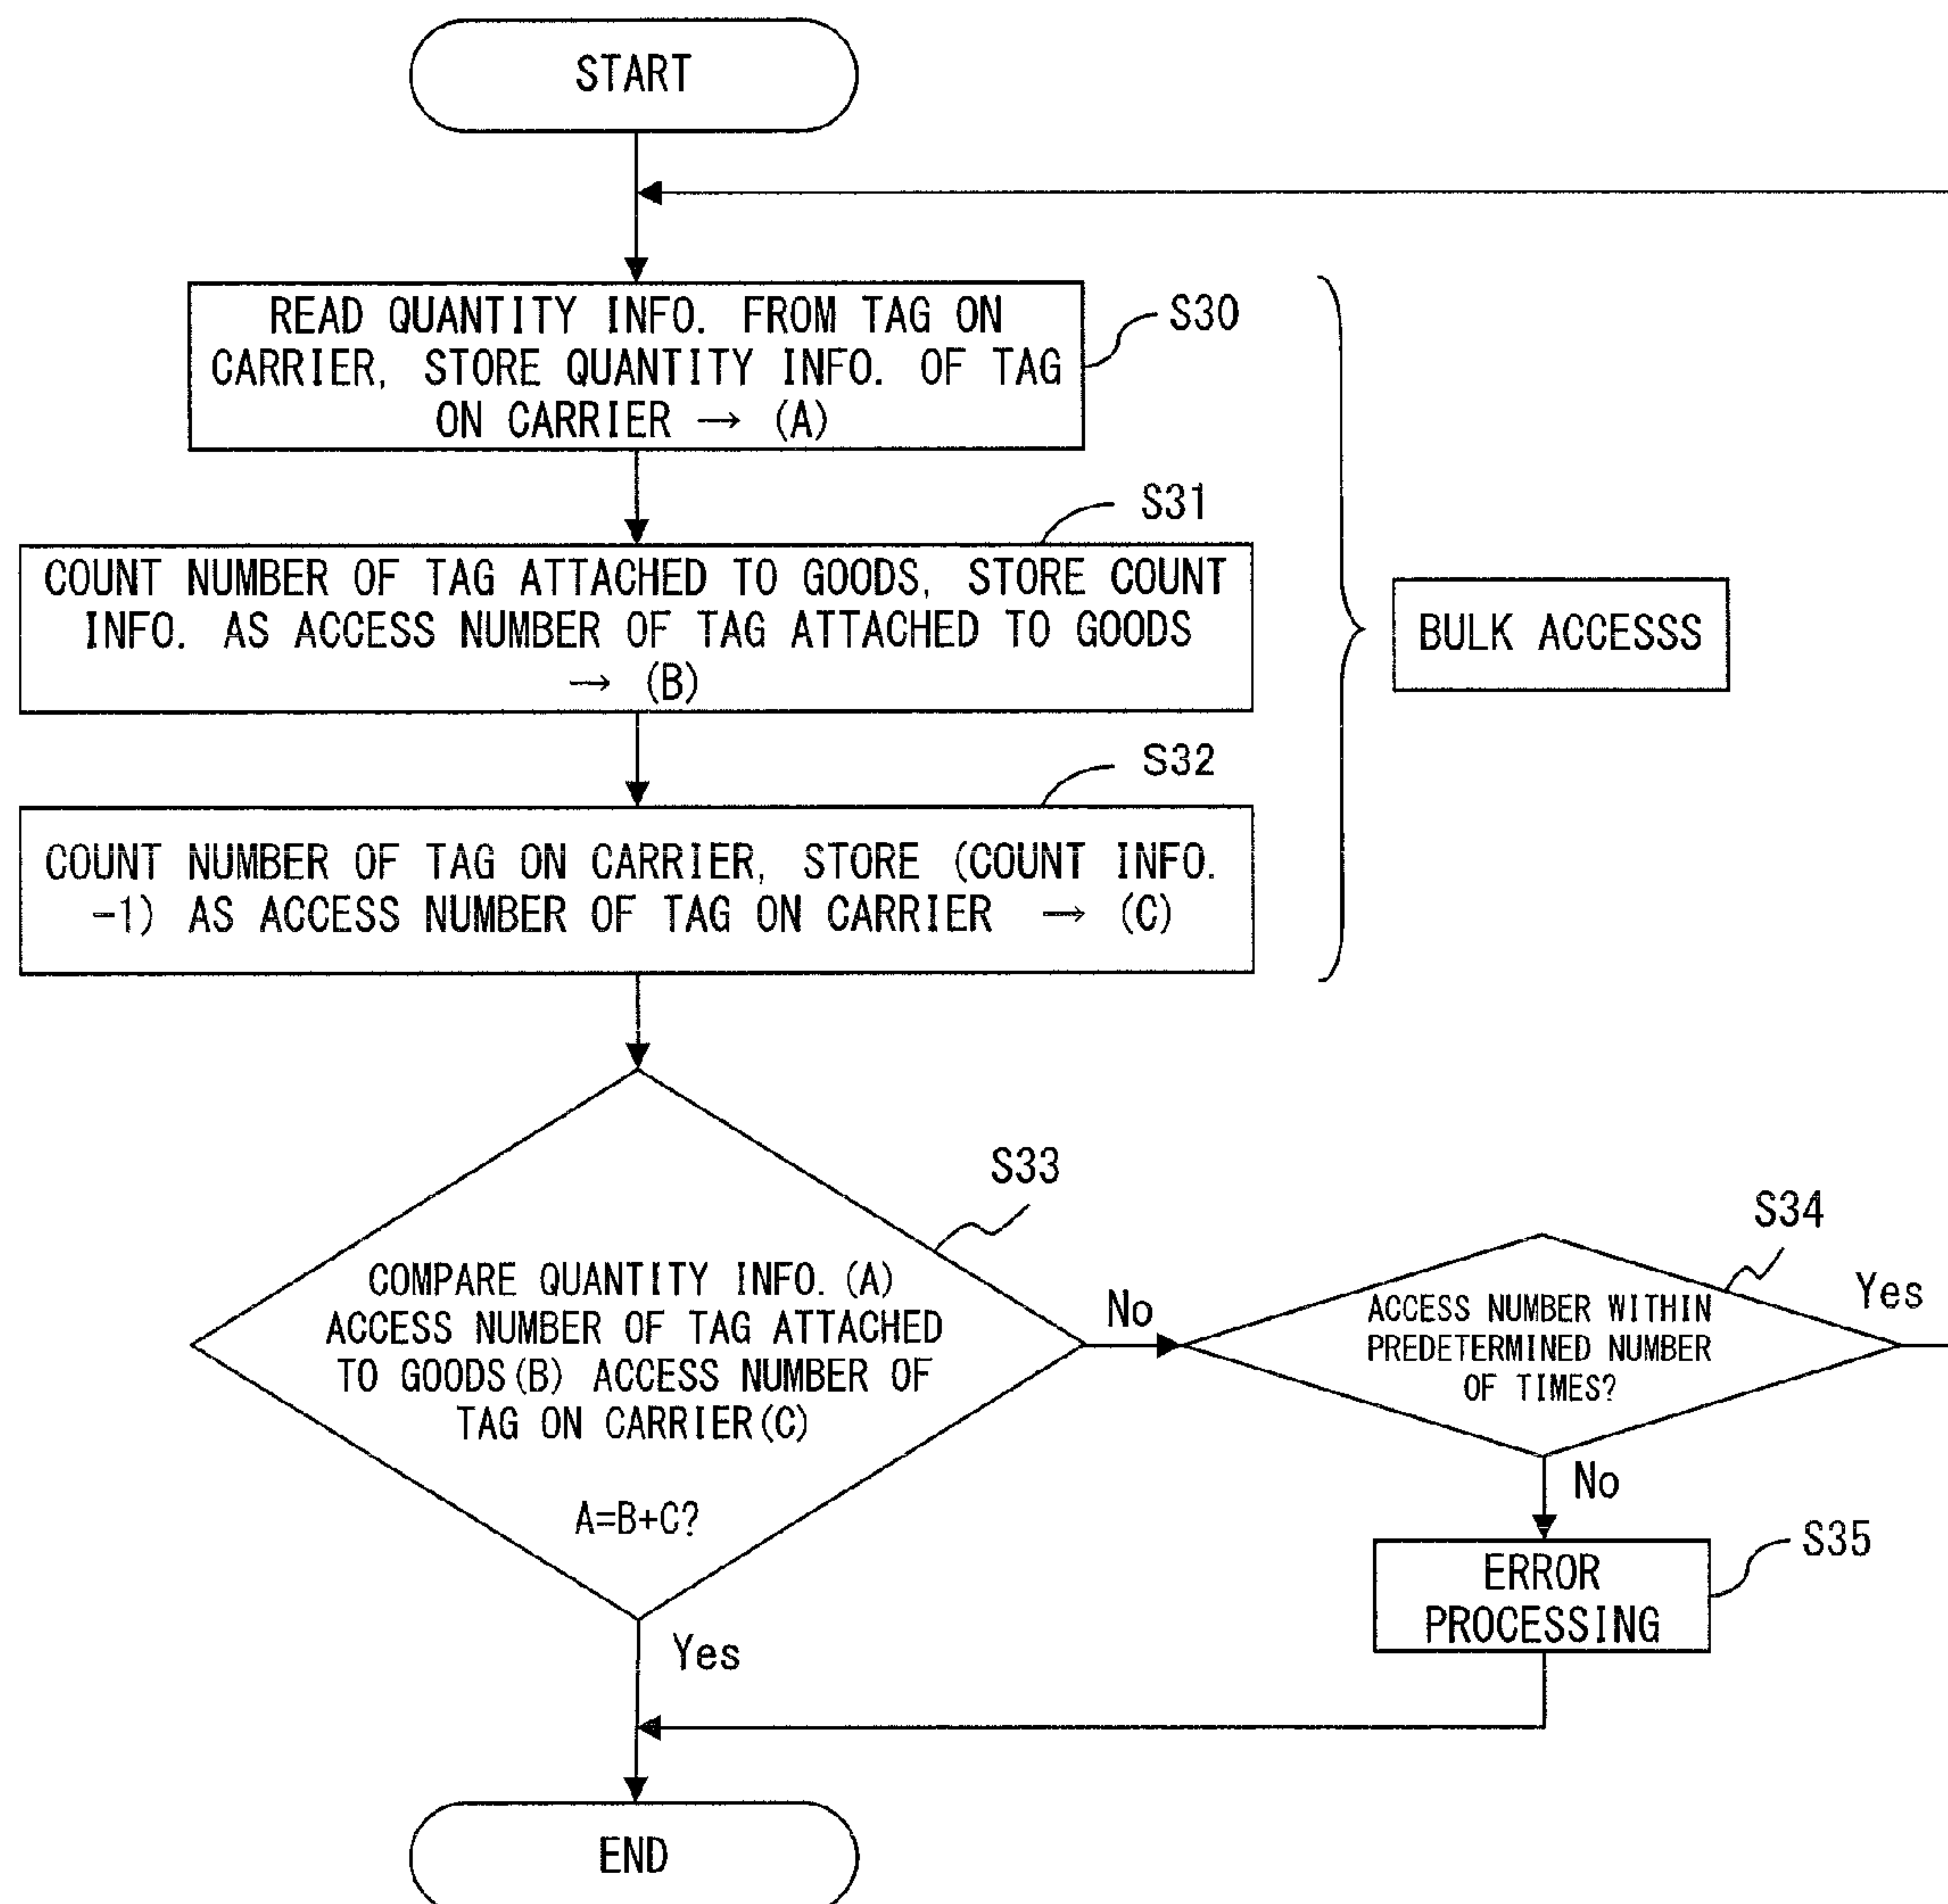 START
READ QUANTITY INFO. FROM TAG ON
CARRIER, STORE QUANTITY INFO. OF TAG
ON CARRIER → (A)
S30
S31
COUNT NUMBER OF TAG ATTACHED TO GOODS, STORE COUNT
INFO. AS ACCESS NUMBER OF TAG ATTACHED TO GOODS
→ (B)
BULK ACCESSS
S32
COUNT NUMBER OF TAG ON CARRIER, STORE (COUNT INFO.
-1) AS ACCESS NUMBER OF TAG ON CARRIER → (C)
S33
COMPARE QUANTITY INFO. (A)
ACCESS NUMBER OF TAG ATTACHED
TO GOODS(B) ACCESS NUMBER OF
TAG ON CARRIER(C)
A=B+C?
No
S34
ACCESS NUMBER WITHIN
PREDETERMINED NUMBER
OF TIMES?
Yes
No
S35
ERROR
PROCESSING
Yes
END